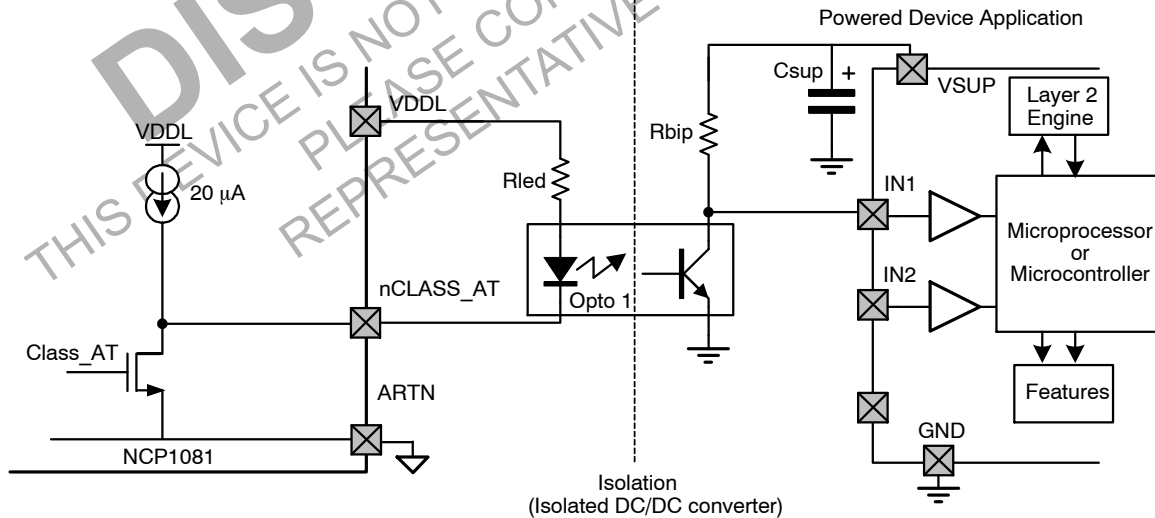 Powered Device Application
DIS
THIS DEVICE IS NOT
PLEASE CON
REPRESENTATIVE
VDDL
VDDL
20 μA
Rled
nCLASS_AT
Opto 1
Class_AT
ARTN
NCP1081
Isolation
(Isolated DC/DC converter)
Csup
+
Rbip
VSUP
IN1
IN2
GND
Layer 2
Engine
Microprocessor
or
Microcontroller
Features